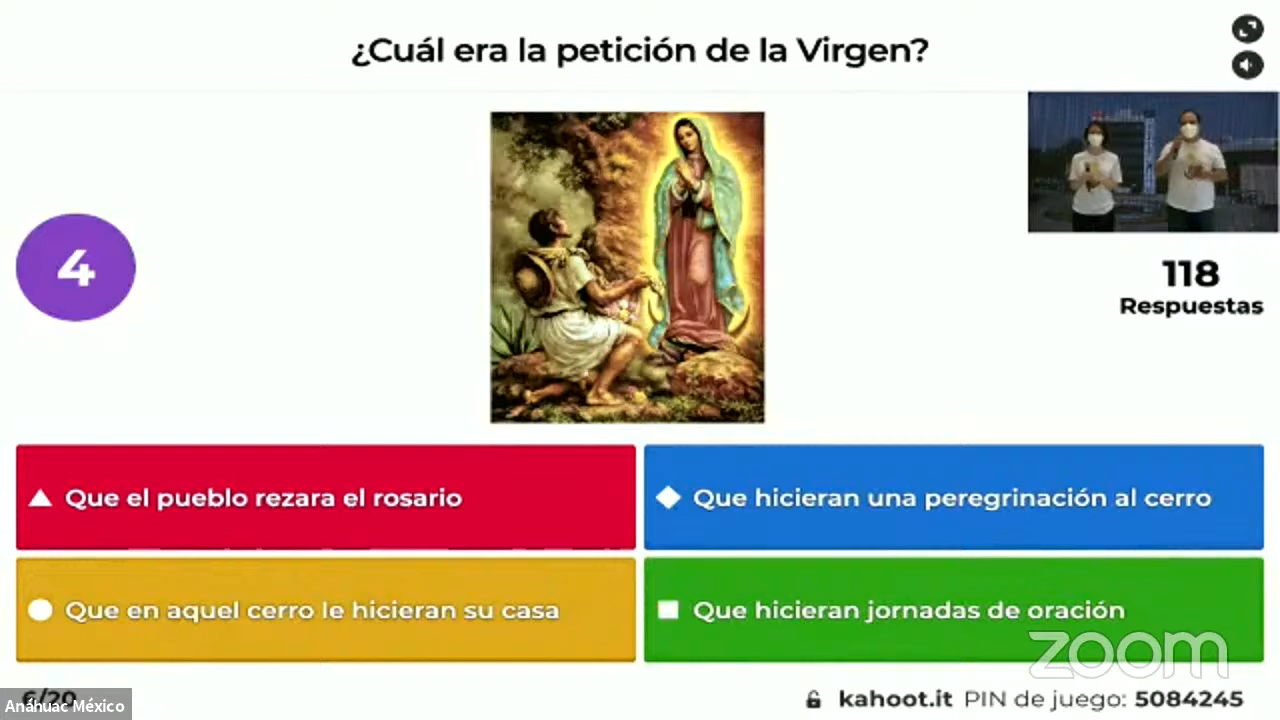 ¿Cuál era la petición de la Virgen?
4
118
Respuestas
Que el pueblo rezara el rosario
Que hicieran una peregrinación al cerro
Que en aquel cerro le hicieran su casa
Que hicieran jornadas de oración
zoom
6/20
Anáhuac México
kahoot.it PIN de juego: 5084245